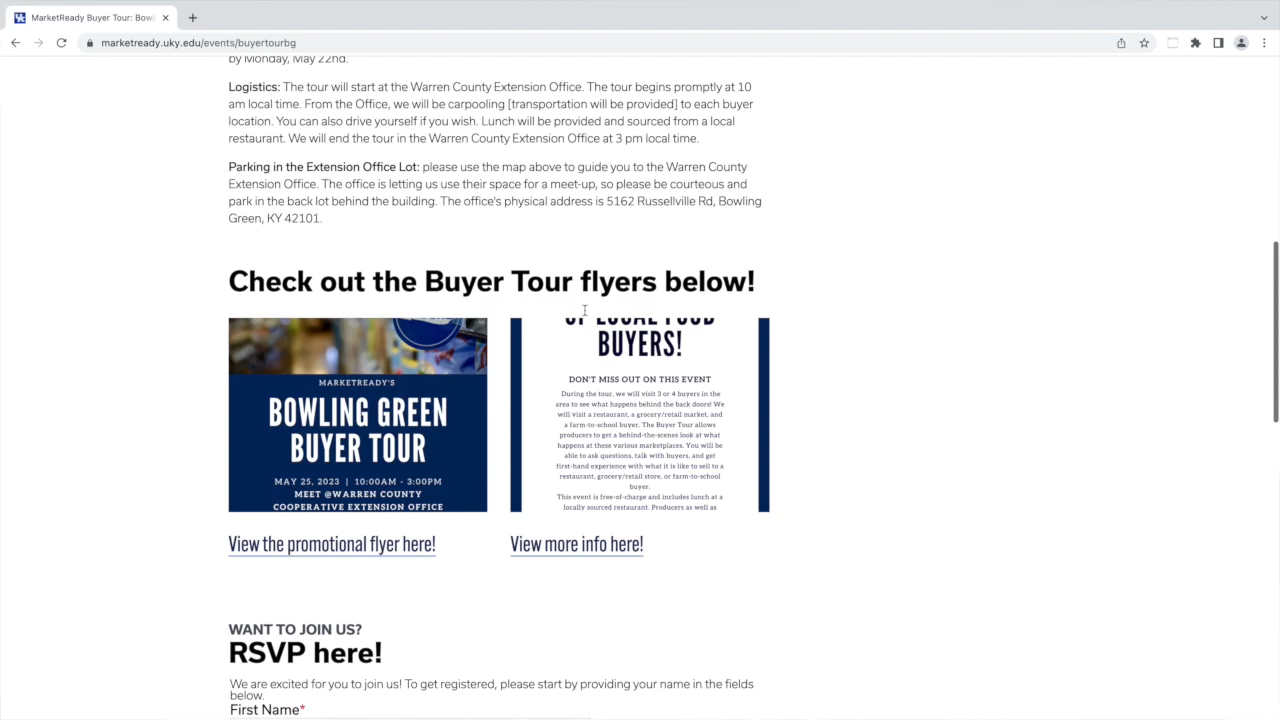 MarketReady Buyer Tour: Bowl
marketready.uky.edu/events/buyertourbg
by Monday, May 22nd.
Logistics: The tour will start at the Warren County Extension Office. The tour begins promptly at 10
am local time. From the Office, we will be carpooling [transportation will be provided] to each buyer
location. You can also drive yourself if you wish. Lunch will be provided and sourced from a local
restaurant. We will end the tour in the Warren County Extension Office at 3 pm local time.
Parking in the Extension Office Lot: please use the map above to guide you to the Warren County
Extension Office. The office is letting us use their space for a meet-up, so please be courteous and
park in the back lot behind the building. The office's physical address is 5162 Russellville Rd, Bowling
Green, KY 42101.
Check out the Buyer Tour flyers below!
MARKETREADY'S
BOWLING GREEN
BUYER TOUR
MAY 25, 2023 | 10:00AM - 3:00PM
MEET @WARREN COUNTY
COOPERATIVE EXTENSION OFFICE
OF LOCAL FOOD
BUYERS!
DON'T MISS OUT ON THIS EVENT
During the tour, we will visit 3 or 4 buyers in the
area to see what happens behind the back doors! We
will visit a restaurant, a grocery/retail market, and
a farm-to-school buyer. The Buyer Tour allows
producers to get a behind-the-scenes look at what
happens at these various marketplaces. You will be
able to ask questions, talk with buyers, and get
first-hand experience with what it is like to sell to a
restaurant, grocery/retail store, or farm-to-school
buyer.
This event is free-of-charge and includes lunch at a
locally sourced restaurant. Producers as well as
View the promotional flyer here!
View more info here!
WANT TO JOIN US?
RSVP here!
We are excited for you to join us! To get registered, please start by providing your name in the fields
below.
First Name*